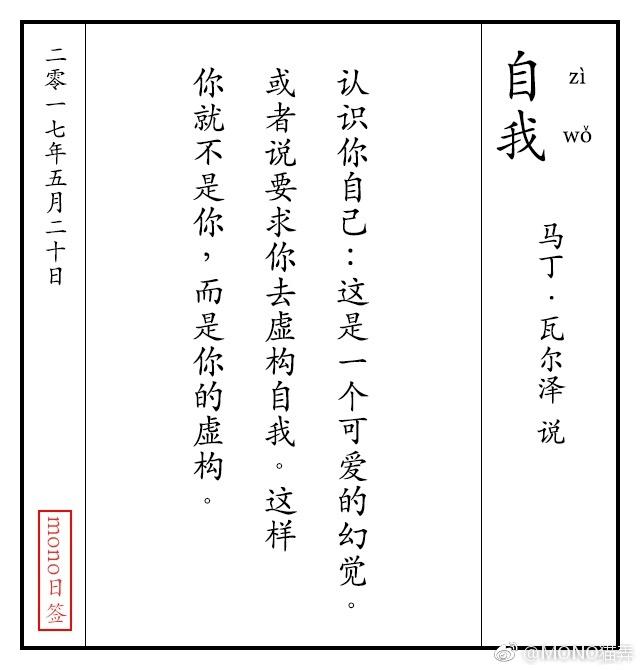 自我
zì
wǒ
马丁·瓦尔泽 说
认识你自己：这是一个可爱的幻觉。
或者说要求你去虚构自我。这样
你就不是你，而是你的虚构。
二零一七年五月二十日
mono日签
@MONO猫弄